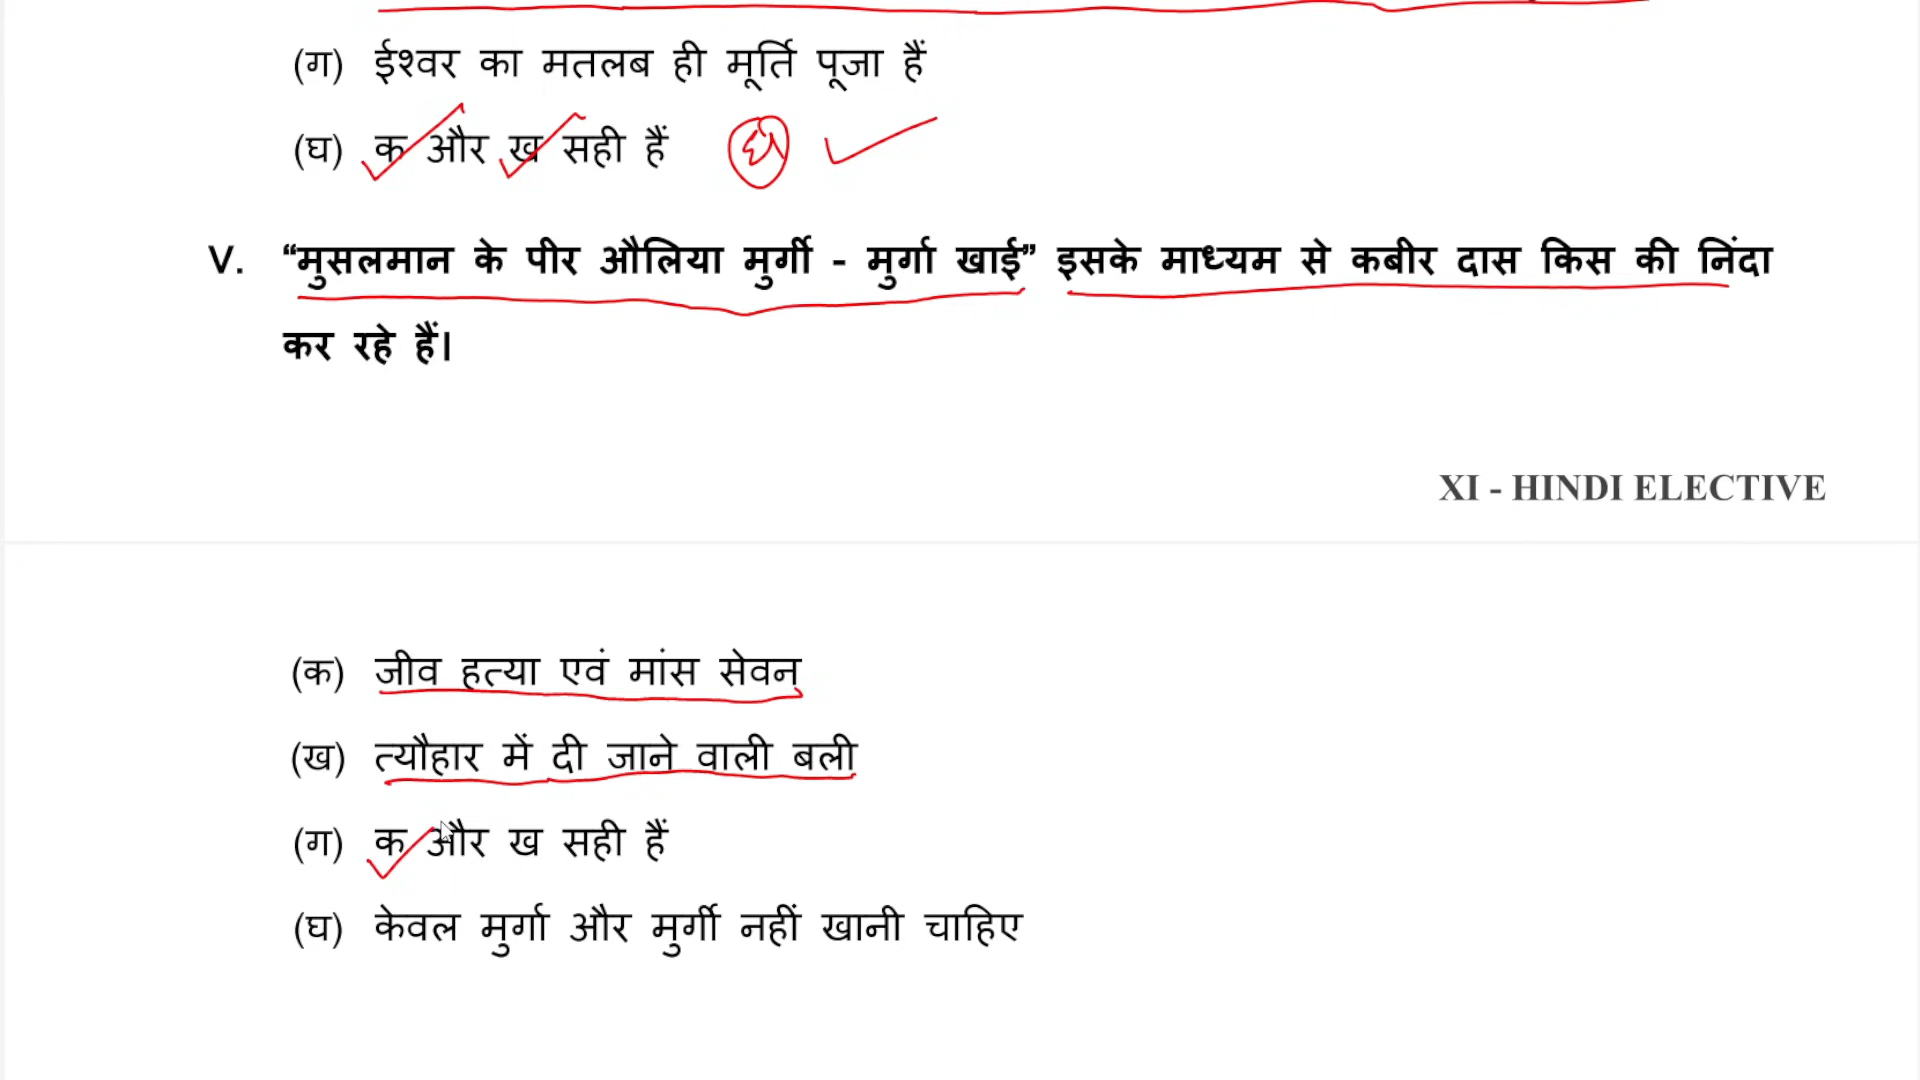 (ग) ईश्वर का मतलब ही मूर्ति पूजा हैं
(घ) क और ख सही हैं घ
V. “मुसलमान के पीर औलिया मुर्गी - मुर्गा खाई” इसके माध्यम से कबीर दास किस की निंदा
कर रहे हैं।
XI - HINDI ELECTIVE
(क) जीव हत्या एवं मांस सेवन
(ख) त्यौहार में दी जाने वाली बली
(ग) क और ख सही हैं
(घ) केवल मुर्गा और मुर्गी नहीं खानी चाहिए